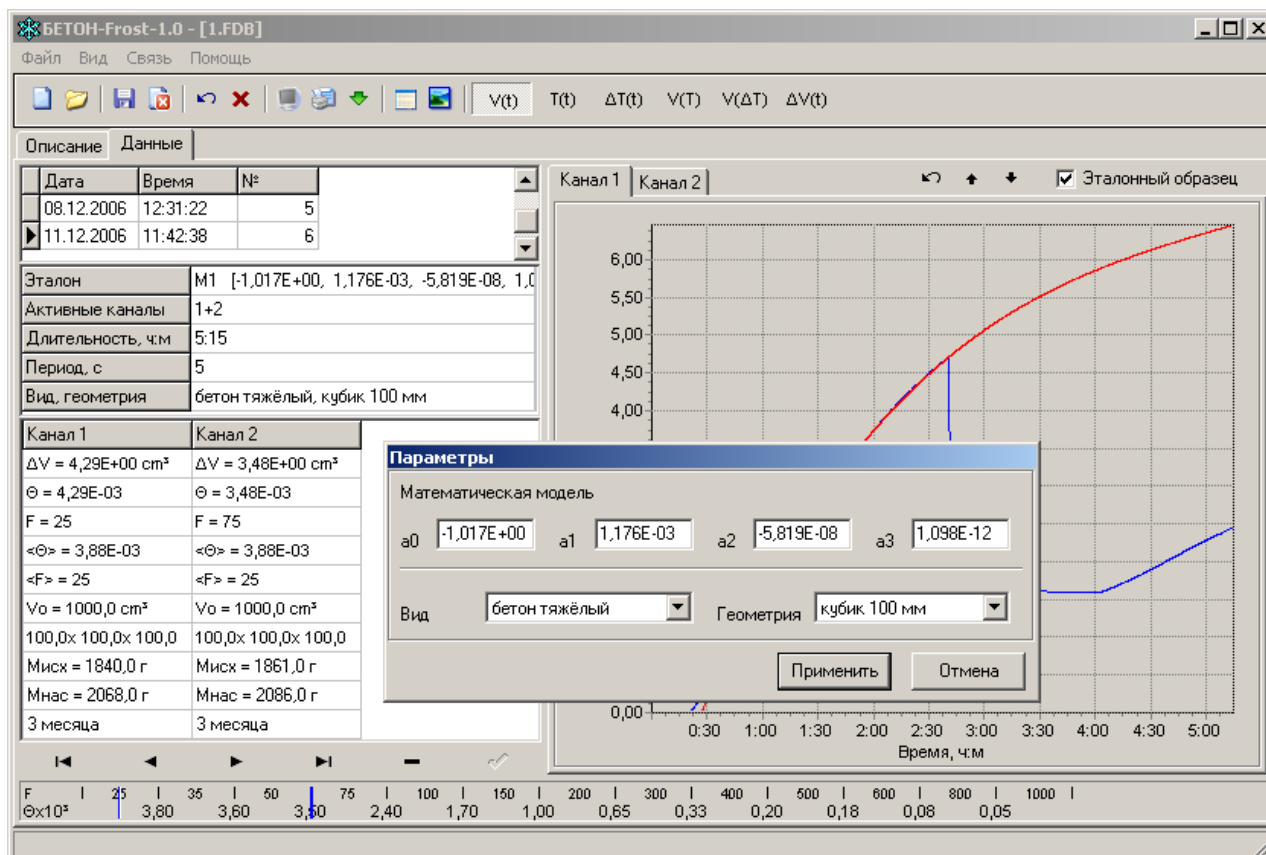 БЕТОН-Frost-1.0 - [1.FDB]
Файл Вид Связь Помощь
V(t) T(t) ΔT(t) V(T) V(ΔT) ΔV(t)
Описание Данные
Дата Время №
08.12.2006 12:31:22 5
11.12.2006 11:42:38 6
Эталон М1 [-1,017E+00, 1,176E-03, -5,819E-08, 1,0
Активные каналы 1+2
Длительность, ч:м 5:15
Период, с 5
Вид, геометрия бетон тяжёлый, кубик 100 мм
Канал 1 Канал 2
ΔV = 4,29E+00 cm³ ΔV = 3,48E+00 cm³
Θ = 4,29E-03 Θ = 3,48E-03
F = 25 F = 75
<Θ> = 3,88E-03 <Θ> = 3,88E-03
<F> = 25 <F> = 25
Vo = 1000,0 cm³ Vo = 1000,0 cm³
100,0x 100,0x 100,0 100,0x 100,0x 100,0
Мисх = 1840,0 г Мисх = 1861,0 г
Мнас = 2068,0 г Мнас = 2086,0 г
3 месяца 3 месяца
Канал 1 Канал 2 Эталонный образец
6,00
5,50
5,00
4,50
4,00
0,00
0:30 1:00 1:30 2:00 2:30 3:00 3:30 4:00 4:30 5:00
Время, ч:м
Параметры
Математическая модель
a0 -1,017E+00 a1 1,176E-03 a2 -5,819E-08 a3 1,098E-12
Вид бетон тяжёлый Геометрия кубик 100 мм
Применить Отмена
F | 25 | 35 | 50 | 75 | 100 | 150 | 200 | 300 | 400 | 500 | 600 | 800 | 1000 |
Θx10³ 3,80 3,60 3,50 2,40 1,70 1,00 0,65 0,33 0,20 0,18 0,08 0,05